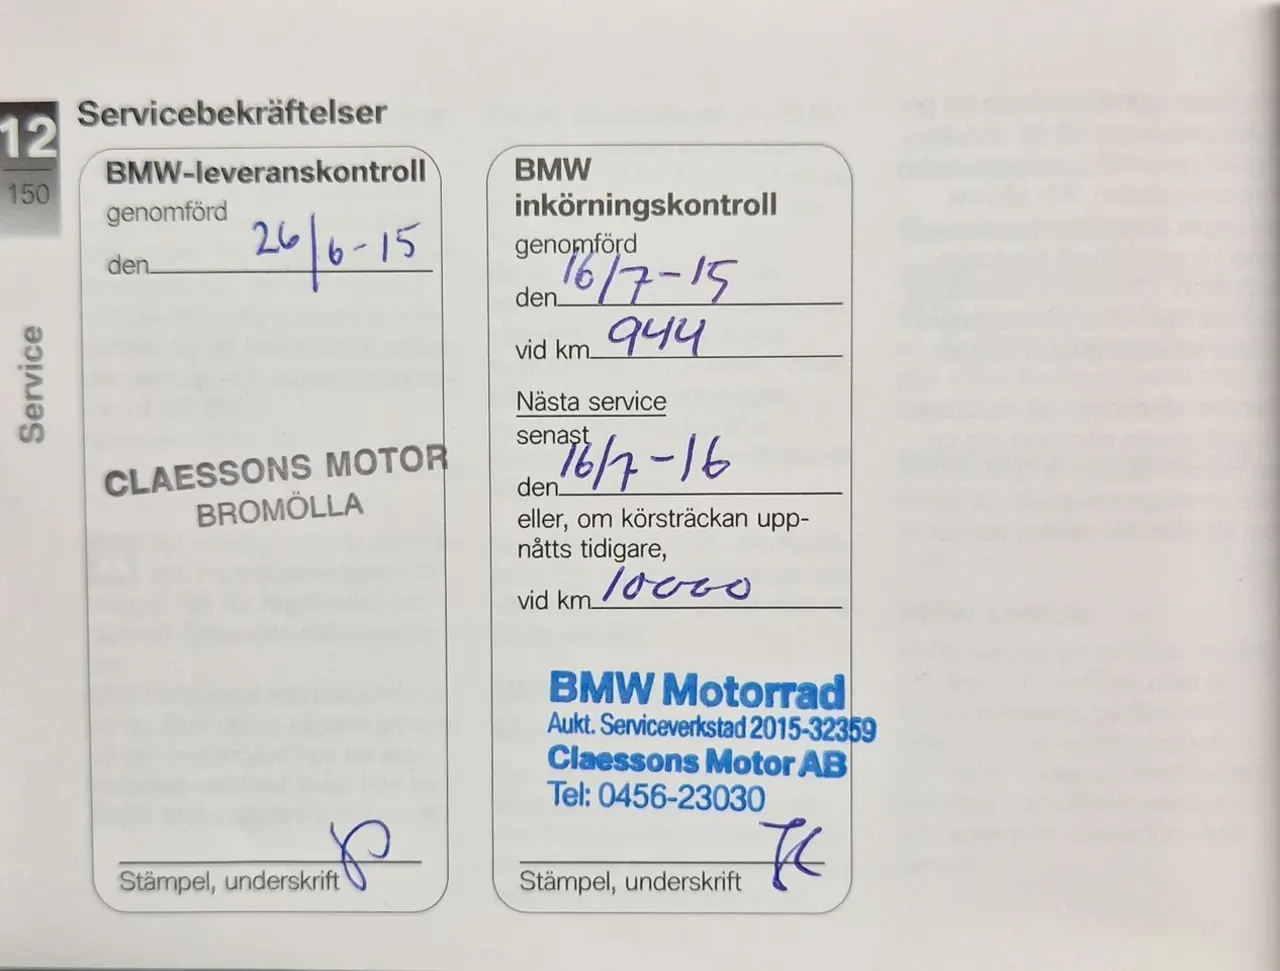 12
150
Service
Servicebekräftelser
BMW-leveranskontroll
genomförd
den 26/6-15
CLAESSONS MOTOR
BROMÖLLA
Stämpel, underskrift
BMW
inkörningskontroll
genomförd
den 16/7-15
vid km 944
Nästa service
senast
den 16/7-16
eller, om körsträckan upp-
nåtts tidigare,
vid km 10000
BMW Motorrad
Aukt. Serviceverkstad 2015-32359
Claessons Motor AB
Tel: 0456-23030
Stämpel, underskrift